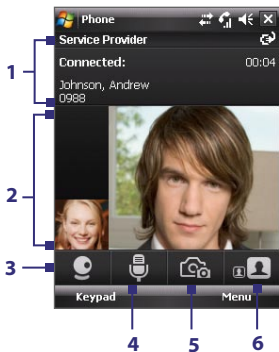 Phone
Service Provider
Connected: 00:04
Johnson, Andrew
0988
1
2
3
Keypad Menu
4 5 6